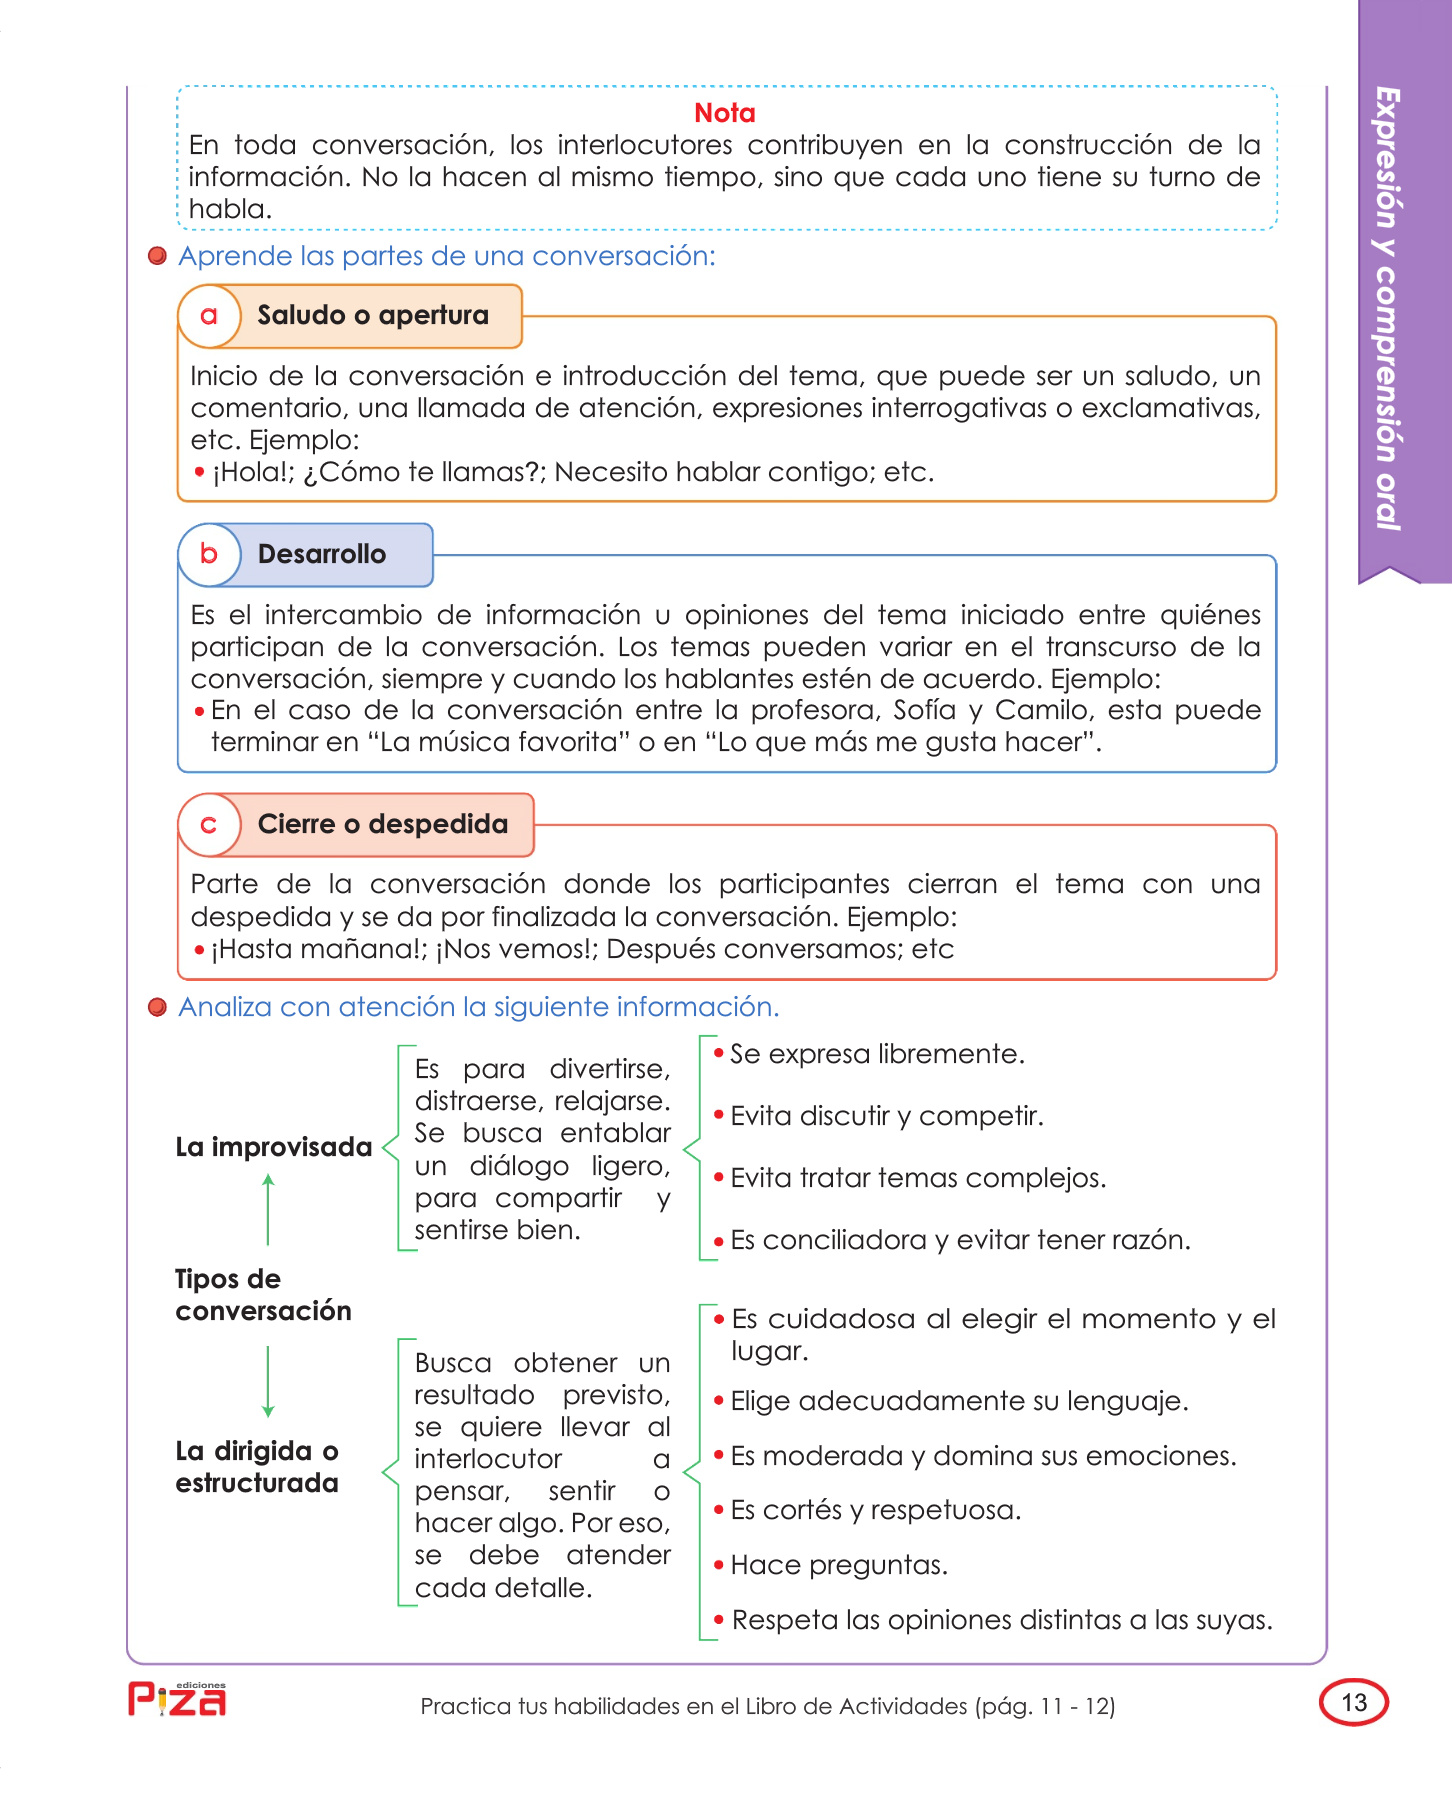 Expresión y comprensión oral
Nota
En toda conversación, los interlocutores contribuyen en la construcción de la
información. No la hacen al mismo tiempo, sino que cada uno tiene su turno de
habla.
Aprende las partes de una conversación:
a Saludo o apertura
Inicio de la conversación e introducción del tema, que puede ser un saludo, un
comentario, una llamada de atención, expresiones interrogativas o exclamativas,
etc. Ejemplo:
• ¡Hola!; ¿Cómo te llamas?; Necesito hablar contigo; etc.
b Desarrollo
Es el intercambio de información u opiniones del tema iniciado entre quiénes
participan de la conversación. Los temas pueden variar en el transcurso de la
conversación, siempre y cuando los hablantes estén de acuerdo. Ejemplo:
• En el caso de la conversación entre la profesora, Sofía y Camilo, esta puede
terminar en “La música favorita” o en “Lo que más me gusta hacer”.
c Cierre o despedida
Parte de la conversación donde los participantes cierran el tema con una
despedida y se da por finalizada la conversación. Ejemplo:
• ¡Hasta mañana!; ¡Nos vemos!; Después conversamos; etc
Analiza con atención la siguiente información.
Tipos de
conversación
La improvisada
Es para divertirse,
distraerse, relajarse.
Se busca entablar
un diálogo ligero,
para compartir y
sentirse bien.
• Se expresa libremente.
• Evita discutir y competir.
• Evita tratar temas complejos.
• Es conciliadora y evitar tener razón.
La dirigida o
estructurada
Busca obtener un
resultado previsto,
se quiere llevar al
interlocutor a
pensar, sentir o
hacer algo. Por eso,
se debe atender
cada detalle.
• Es cuidadosa al elegir el momento y el
lugar.
• Elige adecuadamente su lenguaje.
• Es moderada y domina sus emociones.
• Es cortés y respetuosa.
• Hace preguntas.
• Respeta las opiniones distintas a las suyas.
ediciones
Piza
Practica tus habilidades en el Libro de Actividades (pág. 11 - 12)
13